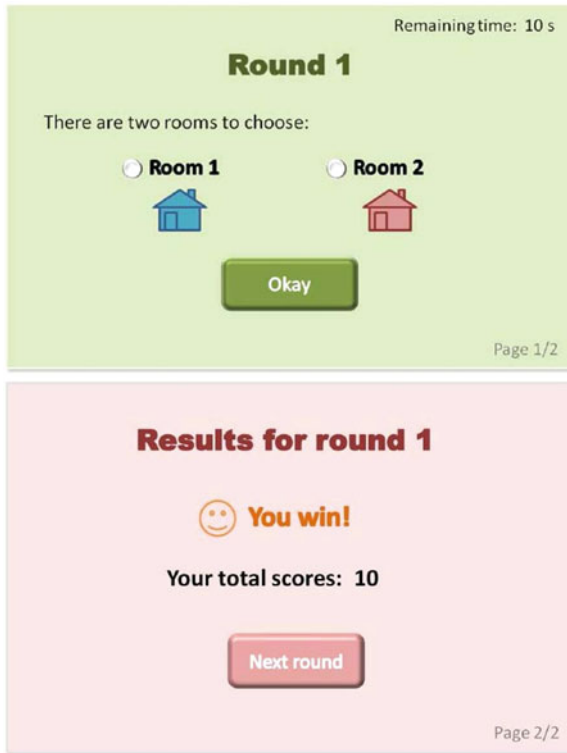 Remaining time: 10 s
Round 1
There are two rooms to choose:
Room 1 Room 2
Okay
Page 1/2
Results for round 1
You win!
Your total scores: 10
Next round
Page 2/2